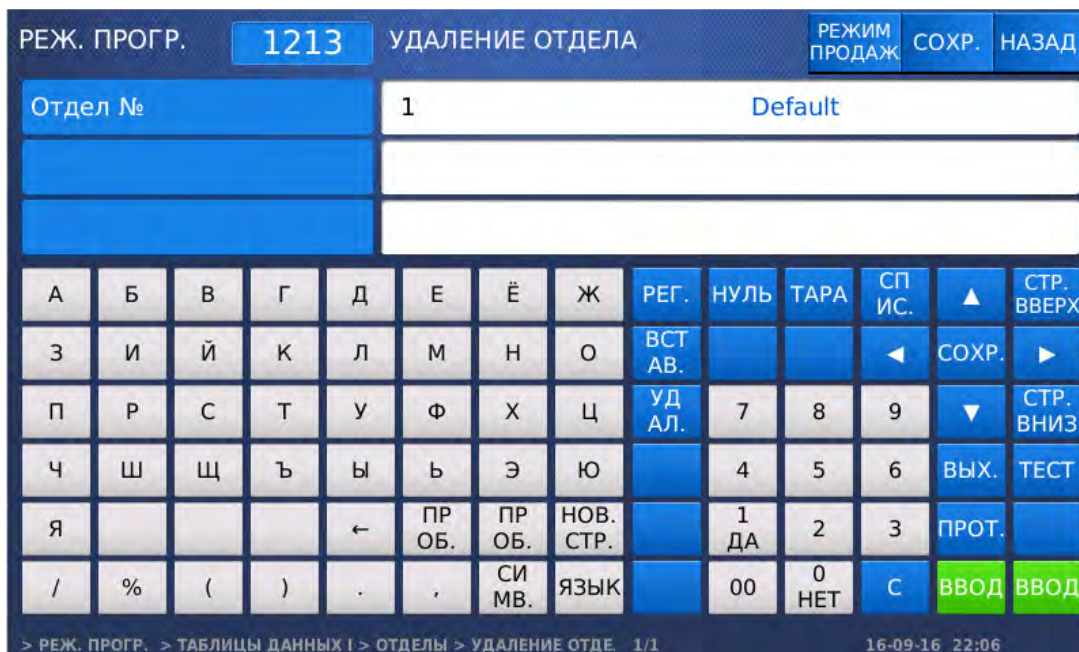 РЕЖ. ПРОГР. 1213 УДАЛЕНИЕ ОТДЕЛА РЕЖИМ ПРОДАЖ СОХР. НАЗАД
Отдел № 1 Default
А Б В Г Д Е Ё Ж РЕГ. НУЛЬ ТАРА СП ИС. ▲ СТР. ВВЕРХ
З И Й К Л М Н О ВСТ АВ. ◀ СОХР. ▶
П Р С Т У Ф Х Ц УД АЛ. 7 8 9 ▼ СТР. ВНИЗ
Ч Ш Щ Ъ Ы Ь Э Ю 4 5 6 ВЫХ. ТЕСТ
Я ← ПР ОБ. ПР ОБ. НОВ. СТР. 1 ДА 2 3 ПРОТ.
/ % ( ) . , СИ МВ. ЯЗЫК 00 0 НЕТ С ВВОД ВВОД
> РЕЖ. ПРОГР. > ТАБЛИЦЫ ДАННЫХ I > ОТДЕЛЫ > УДАЛЕНИЕ ОТДЕ. 1/1 16-09-16 22:06